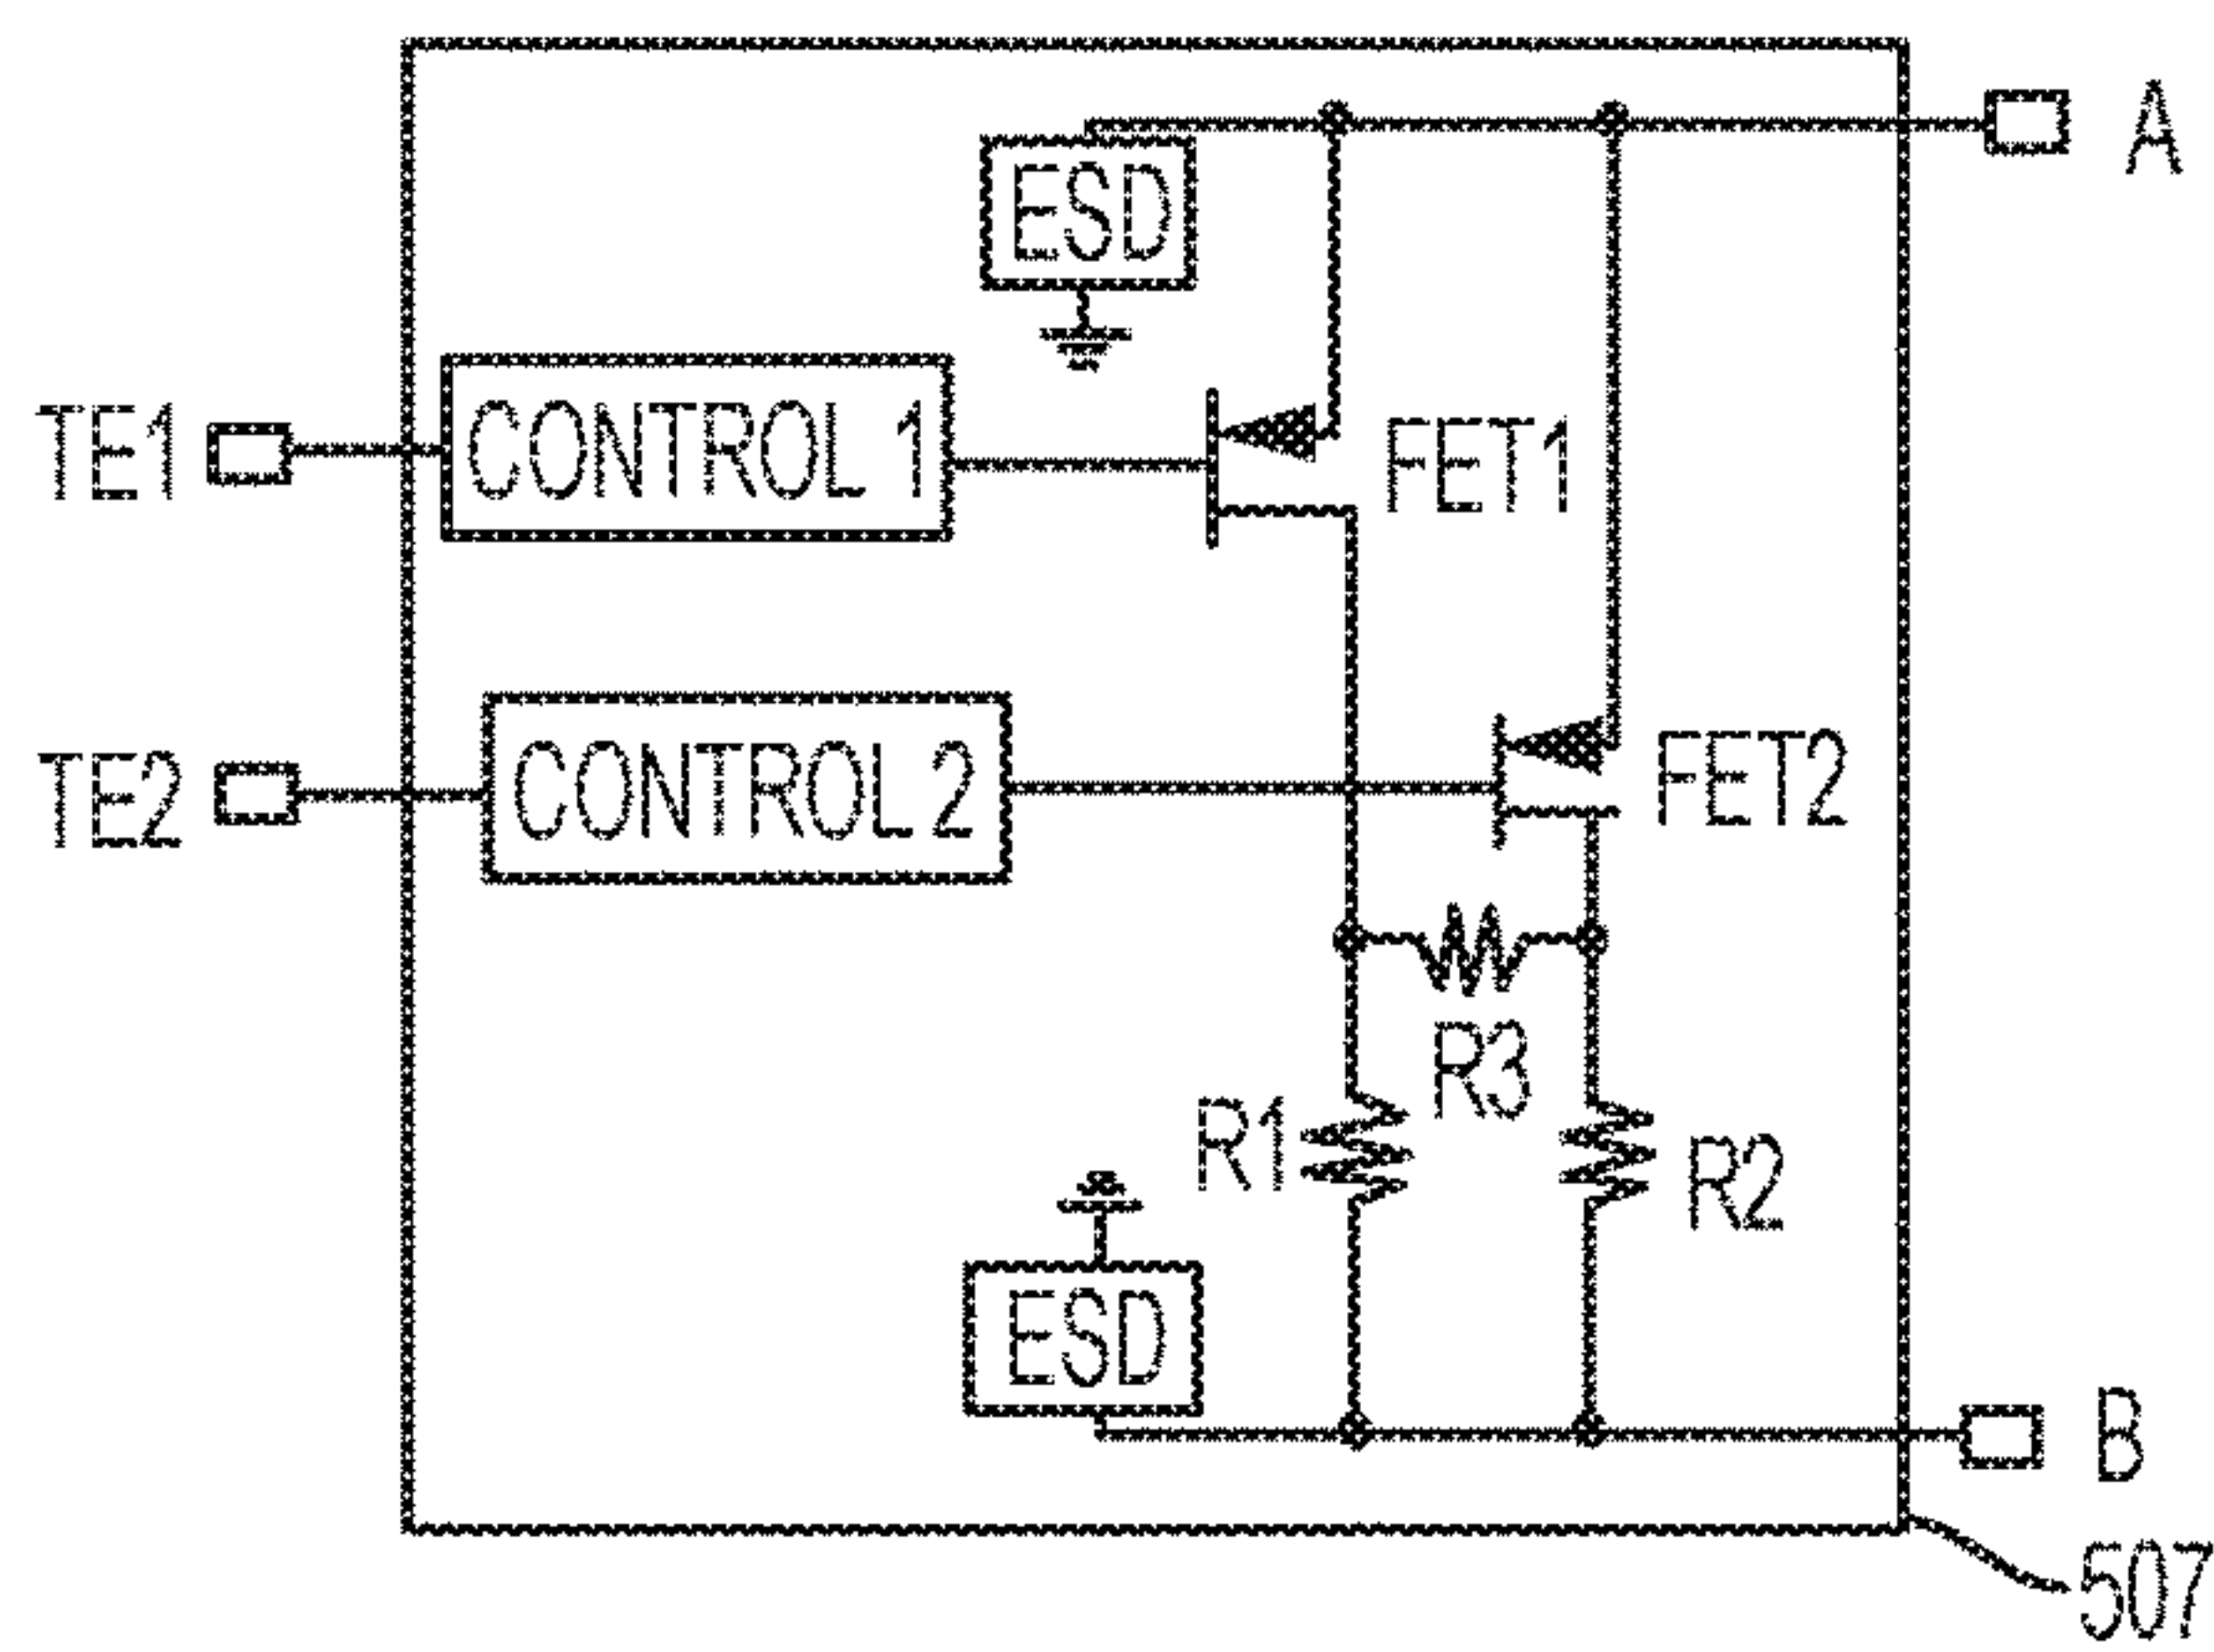 A
ESD
TE1
CONTROL 1
FET1
TE2
CONTROL 2
FET2
R3
R1
R2
ESD
B
507